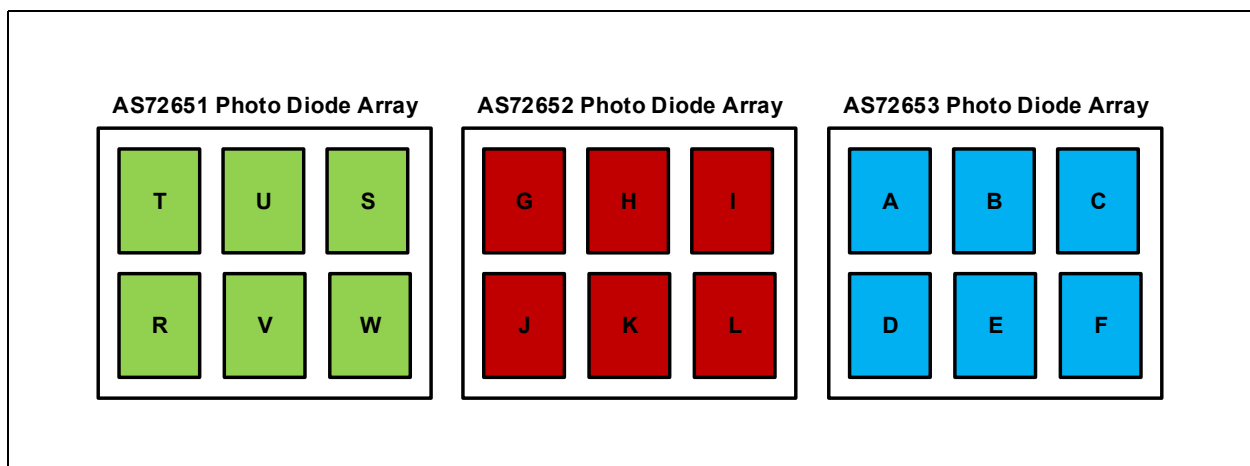 AS72651 Photo Diode Array AS72652 Photo Diode Array AS72653 Photo Diode Array
T U S G H I A B C
R V W J K L D E F